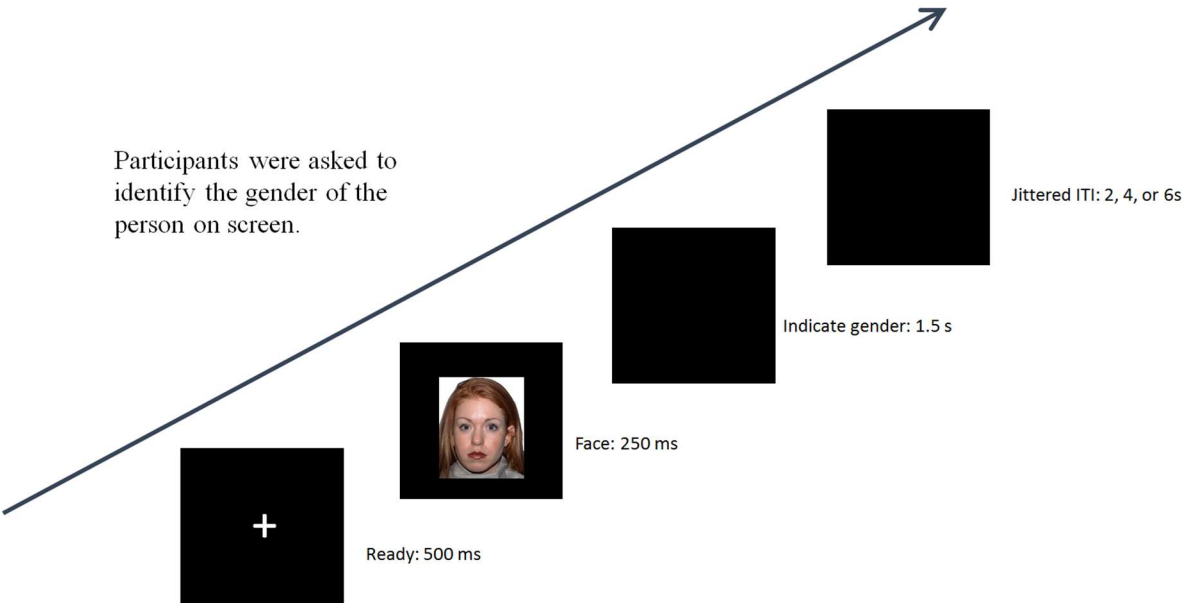 Participants were asked to
identify the gender of the
person on screen.
Jittered ITI: 2, 4, or 6s
Indicate gender: 1.5 s
Face: 250 ms
Ready: 500 ms